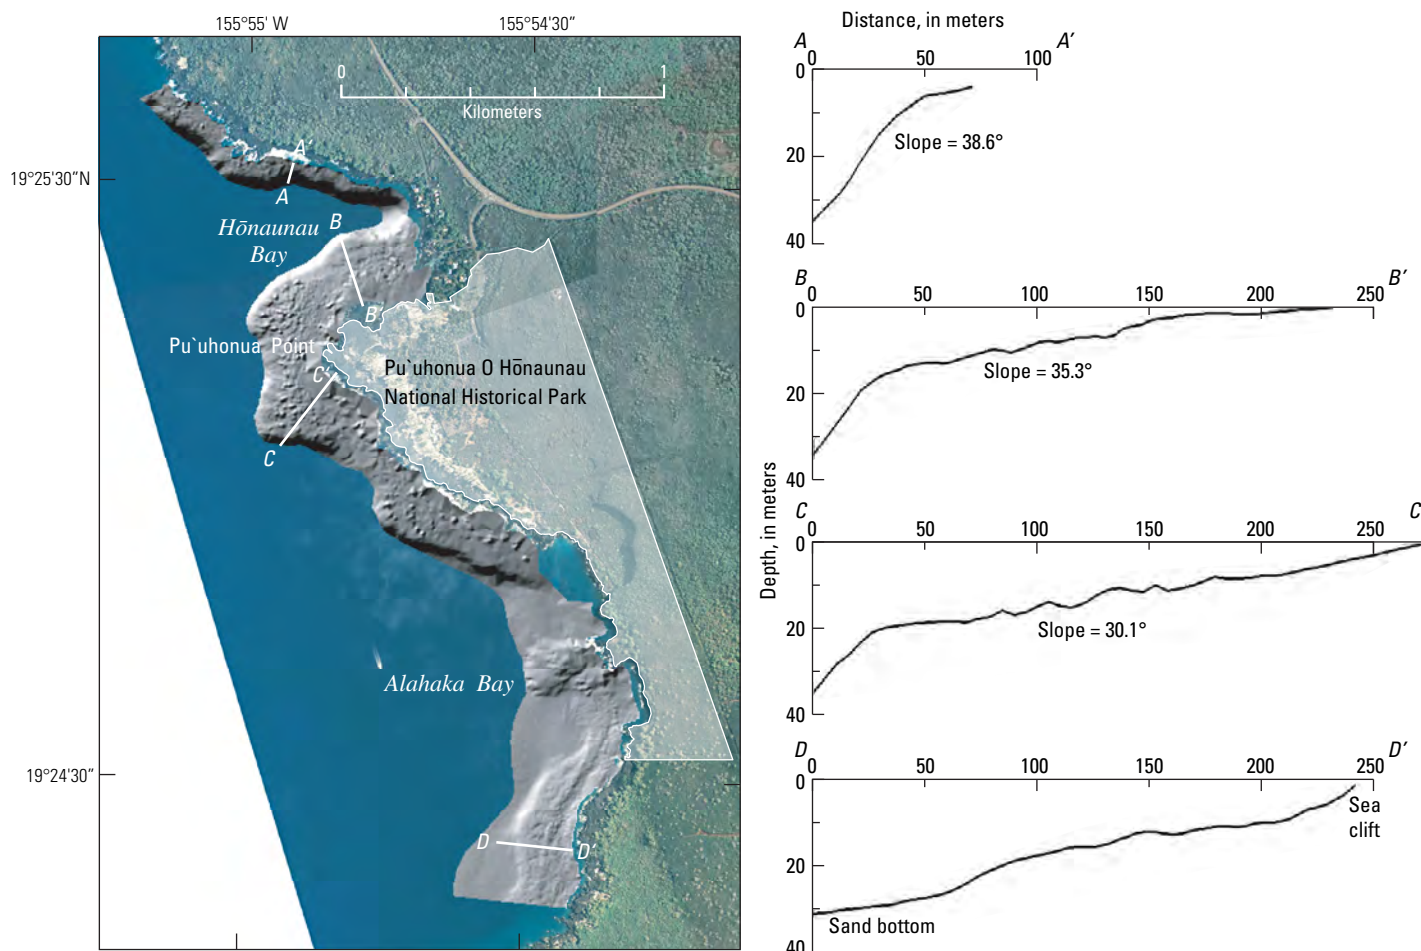 155°55' W
155°54'30"
19°25'30"N
19°24'30"
0
1
Kilometers
A'
A
Hōnaunau
Bay
B
B'
Pu`uhonua Point
C'
C
Pu`uhonua O Hōnaunau
National Historical Park
Alahaka Bay
D
D'
Distance, in meters
Depth, in meters
A
A'
0
50
100
0
20
40
Slope = 38.6°
B
B'
0
50
100
150
200
250
0
20
40
Slope = 35.3°
C
C
0
50
100
150
200
250
0
20
40
Slope = 30.1°
D
D'
0
50
100
150
200
250
0
20
40
Sand bottom
Sea
clift